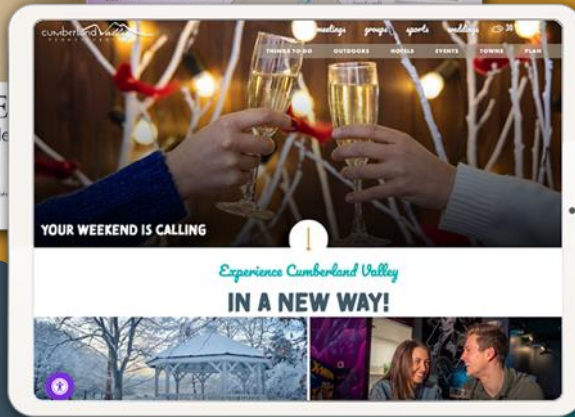 cumberland valley
meetings groups sports weddings 38°
THINGS TO DO OUTDOORS HOTELS EVENTS TOWNS PLAN
YOUR WEEKEND IS CALLING
Experience Cumberland Valley
IN A NEW WAY!